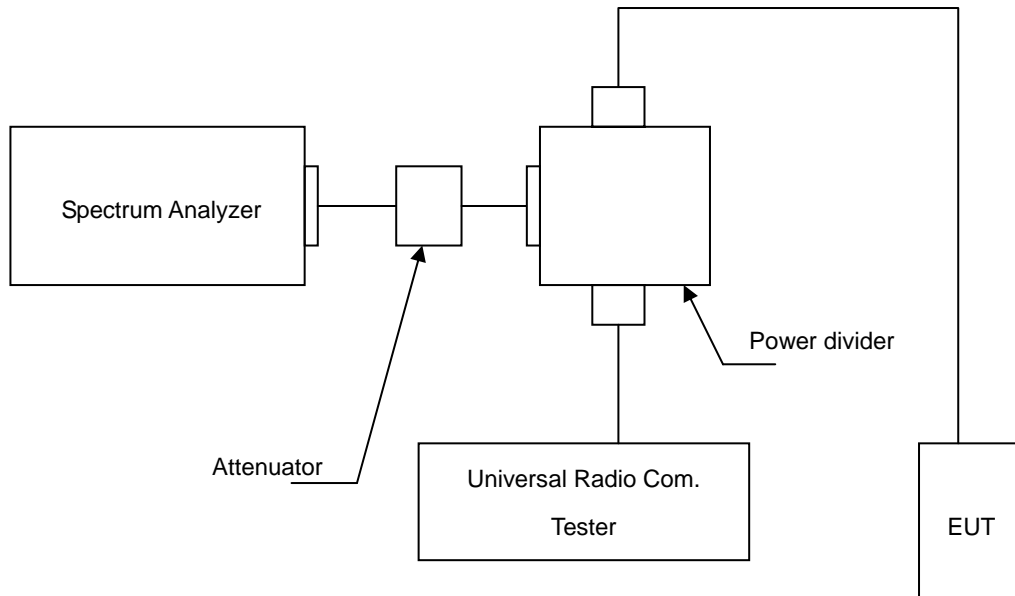 Spectrum Analyzer
Power divider
Attenuator
Universal Radio Com.
Tester
EUT